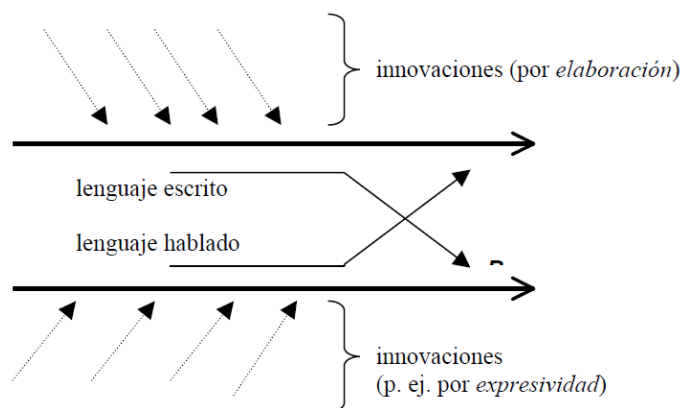 innovaciones (por elaboración)
lenguaje escrito
lenguaje hablado
innovaciones
(p. ej. por expresividad)